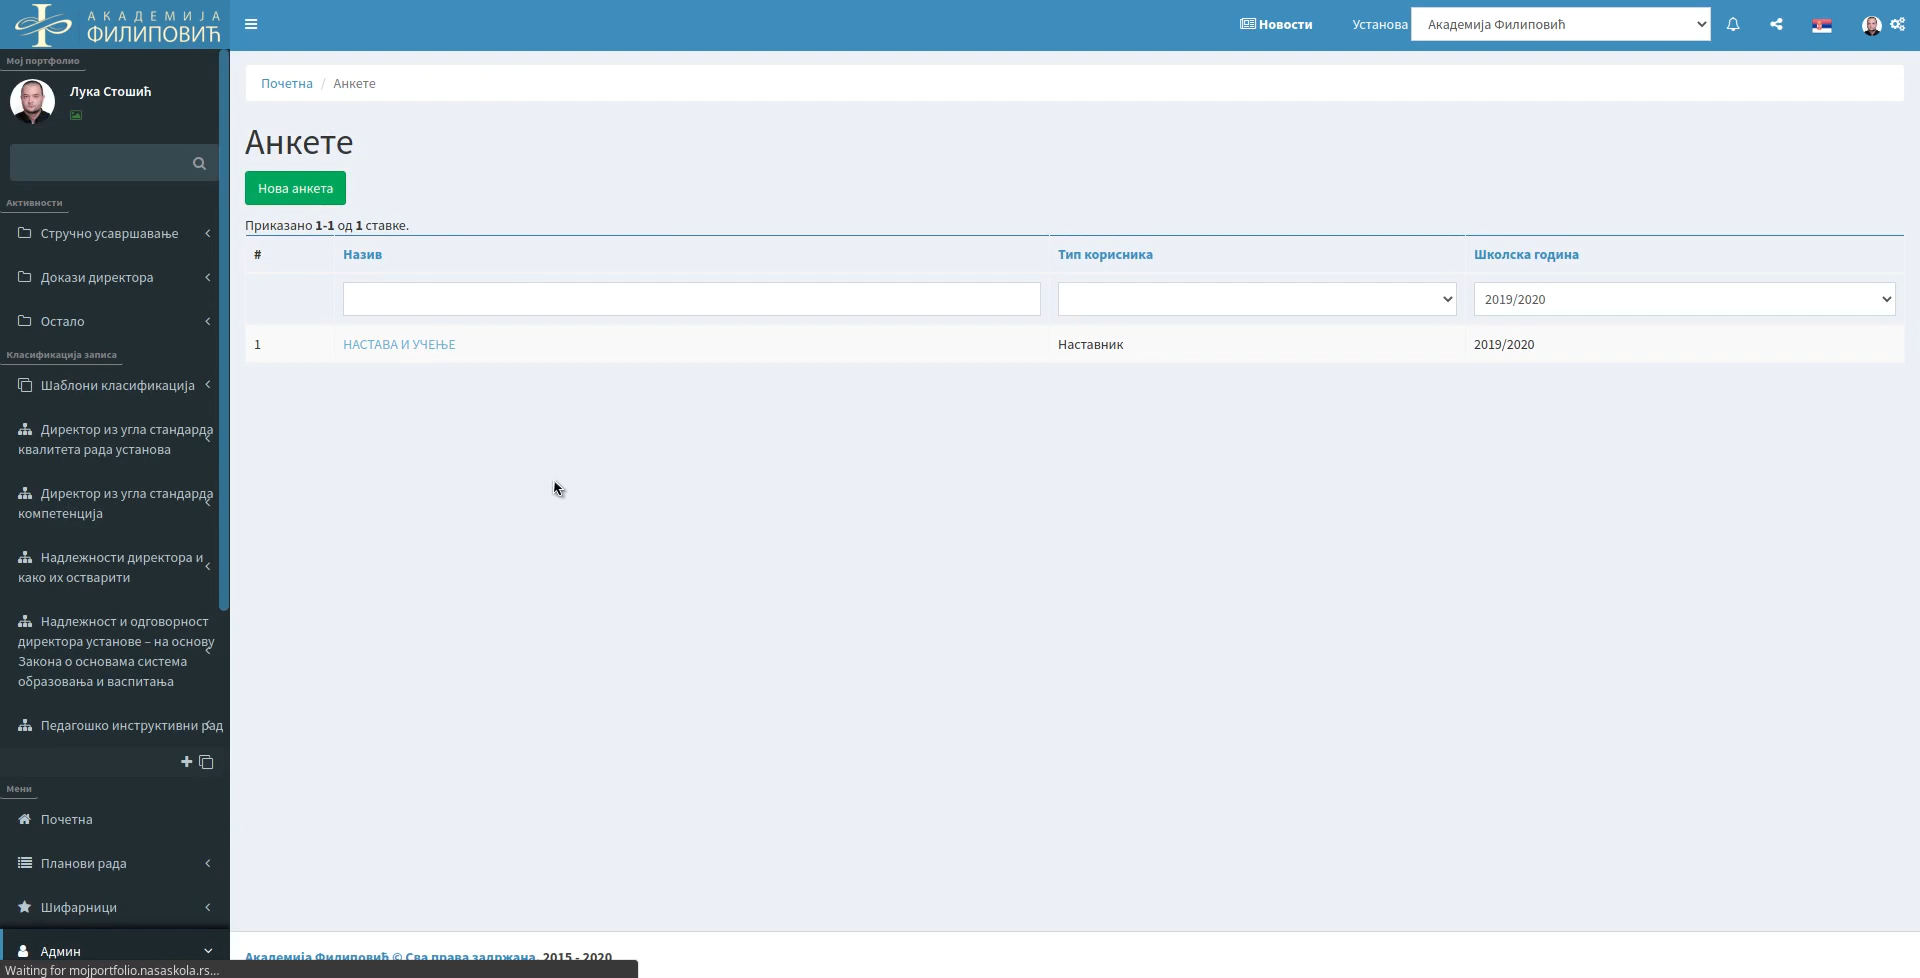 АКАДЕМИЈА
ФИЛИПОВИЋ
Новости
Установа
Академија Филиповић
Мој портфолио
Лука Стошић
Активности
Стручно усавршавање
Докази директора
Остало
Класификација записа
Шаблони класификација
Директор из угла стандарда
квалитета рада установа
Директор из угла стандарда
компетенција
Надлежности директора и
како их остварити
Надлежност и одговорност
директора установе – на основу
Закона о основама система
образовања и васпитања
Педагошко инструктивни рад
Мени
Почетна
Планови рада
Шифарници
Админ
Waiting for mojportfolio.nasaskola.rs...
Почетна / Анкете
Анкете
Нова анкета
Приказано 1-1 од 1 ставке.
# Назив Тип корисника Школска година
2019/2020
1 НАСТАВА И УЧЕЊЕ Наставник 2019/2020
Академија Филиповић © Сва права задржана. 2015 - 2020